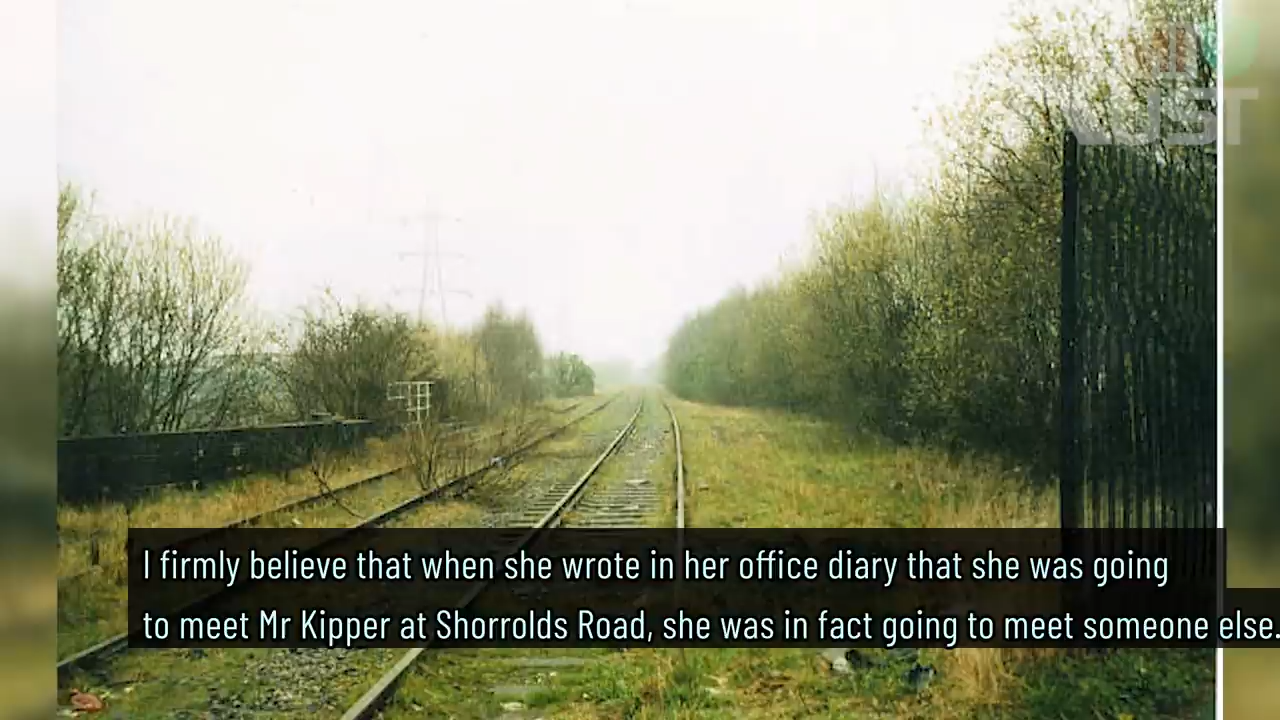 I firmly believe that when she wrote in her office diary that she was going
to meet Mr Kipper at Shorrolds Road, she was in fact going to meet someone else.